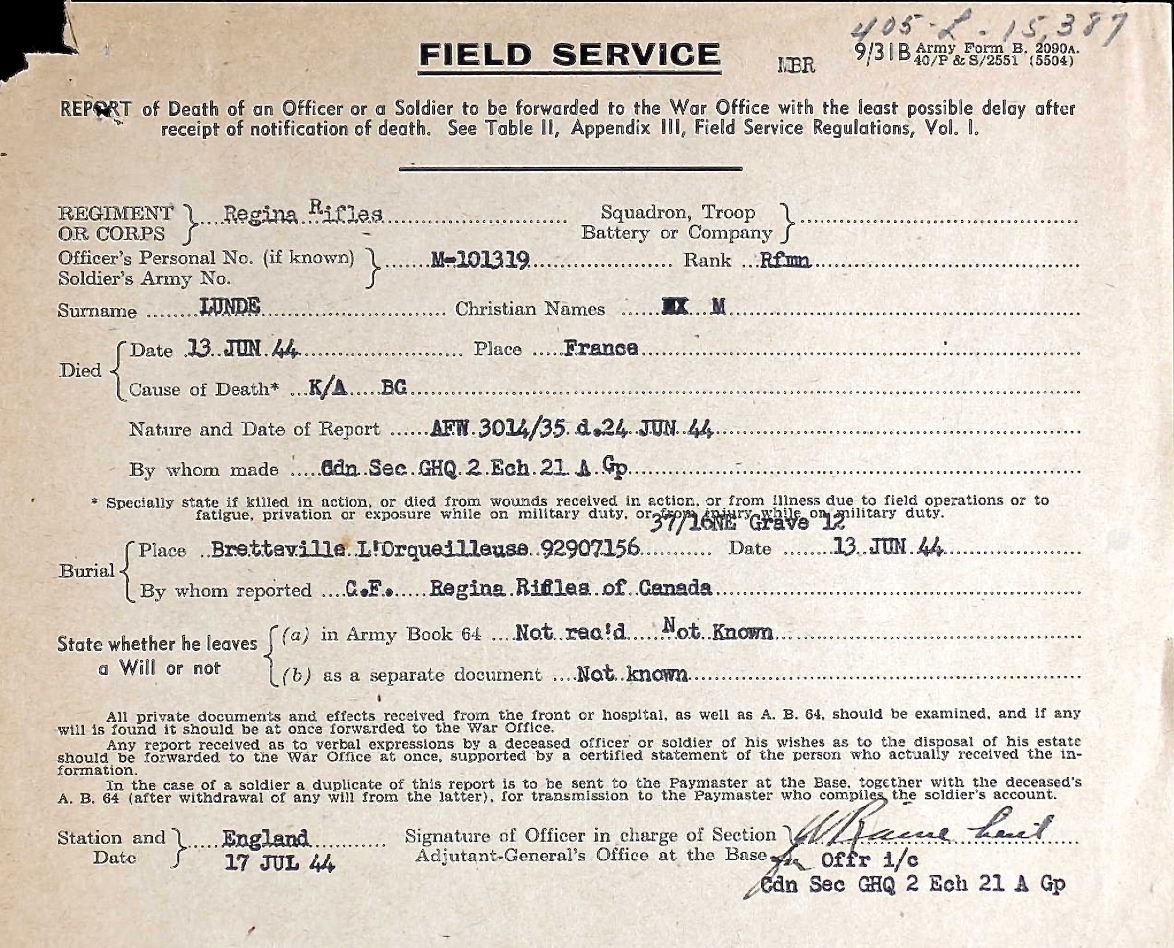 405-L-15,387
FIELD SERVICE
MBR
9/31B Army Form B. 2090A.
40/P & S/2551 (5504)
REPORT of Death of an Officer or a Soldier to be forwarded to the War Office with the least possible delay after
receipt of notification of death. See Table II, Appendix III, Field Service Regulations, Vol. I.
REGIMENT OR CORPS } Regina Rifles Squadron, Troop Battery or Company }
Officer's Personal No. (if known) Soldier's Army No. } M-101319 Rank Rfmn
Surname LUNDE Christian Names M
Died { Date 13 JUN 44 Place France
Cause of Death* K/A BC
Nature and Date of Report AFW 3014/35 d.24 JUN 44
By whom made Cdn Sec GHQ 2 Ech 21 A Gp
* Specially state if killed in action, or died from wounds received in action, or from illness due to field operations or to
fatigue, privation or exposure while on military duty, or from injury while on military duty.
37/16NE Grave 12
Burial { Place Bretteville L'Orqueilleuse 92907156 Date 13 JUN 44
By whom reported C.F. Regina Rifles of Canada
State whether he leaves a Will or not { (a) in Army Book 64 Not rec'd Not Known
(b) as a separate document Not known
All private documents and effects received from the front or hospital, as well as A. B. 64, should be examined, and if any
will is found it should be at once forwarded to the War Office.
Any report received as to verbal expressions by a deceased officer or soldier of his wishes as to the disposal of his estate
should be forwarded to the War Office at once, supported by a certified statement of the person who actually received the in-
formation.
In the case of a soldier a duplicate of this report is to be sent to the Paymaster at the Base, together with the deceased's
A. B. 64 (after withdrawal of any will from the latter), for transmission to the Paymaster who compiles the soldier's account.
Station and Date } England 17 JUL 44
Signature of Officer in charge of Section Adjutant-General's Office at the Base } Raine Lieut
for Offr i/c
Cdn Sec GHQ 2 Ech 21 A Gp